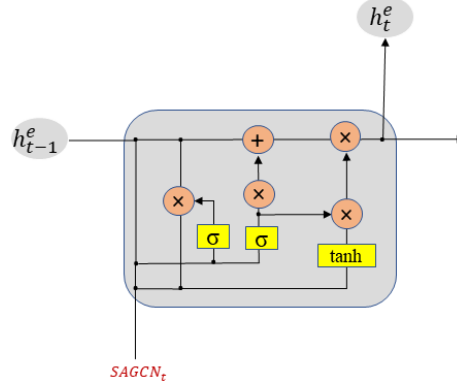 h_t^e
h_{t-1}^e
+ ×
× ×
σ σ ×
tanh
SAGCN_t